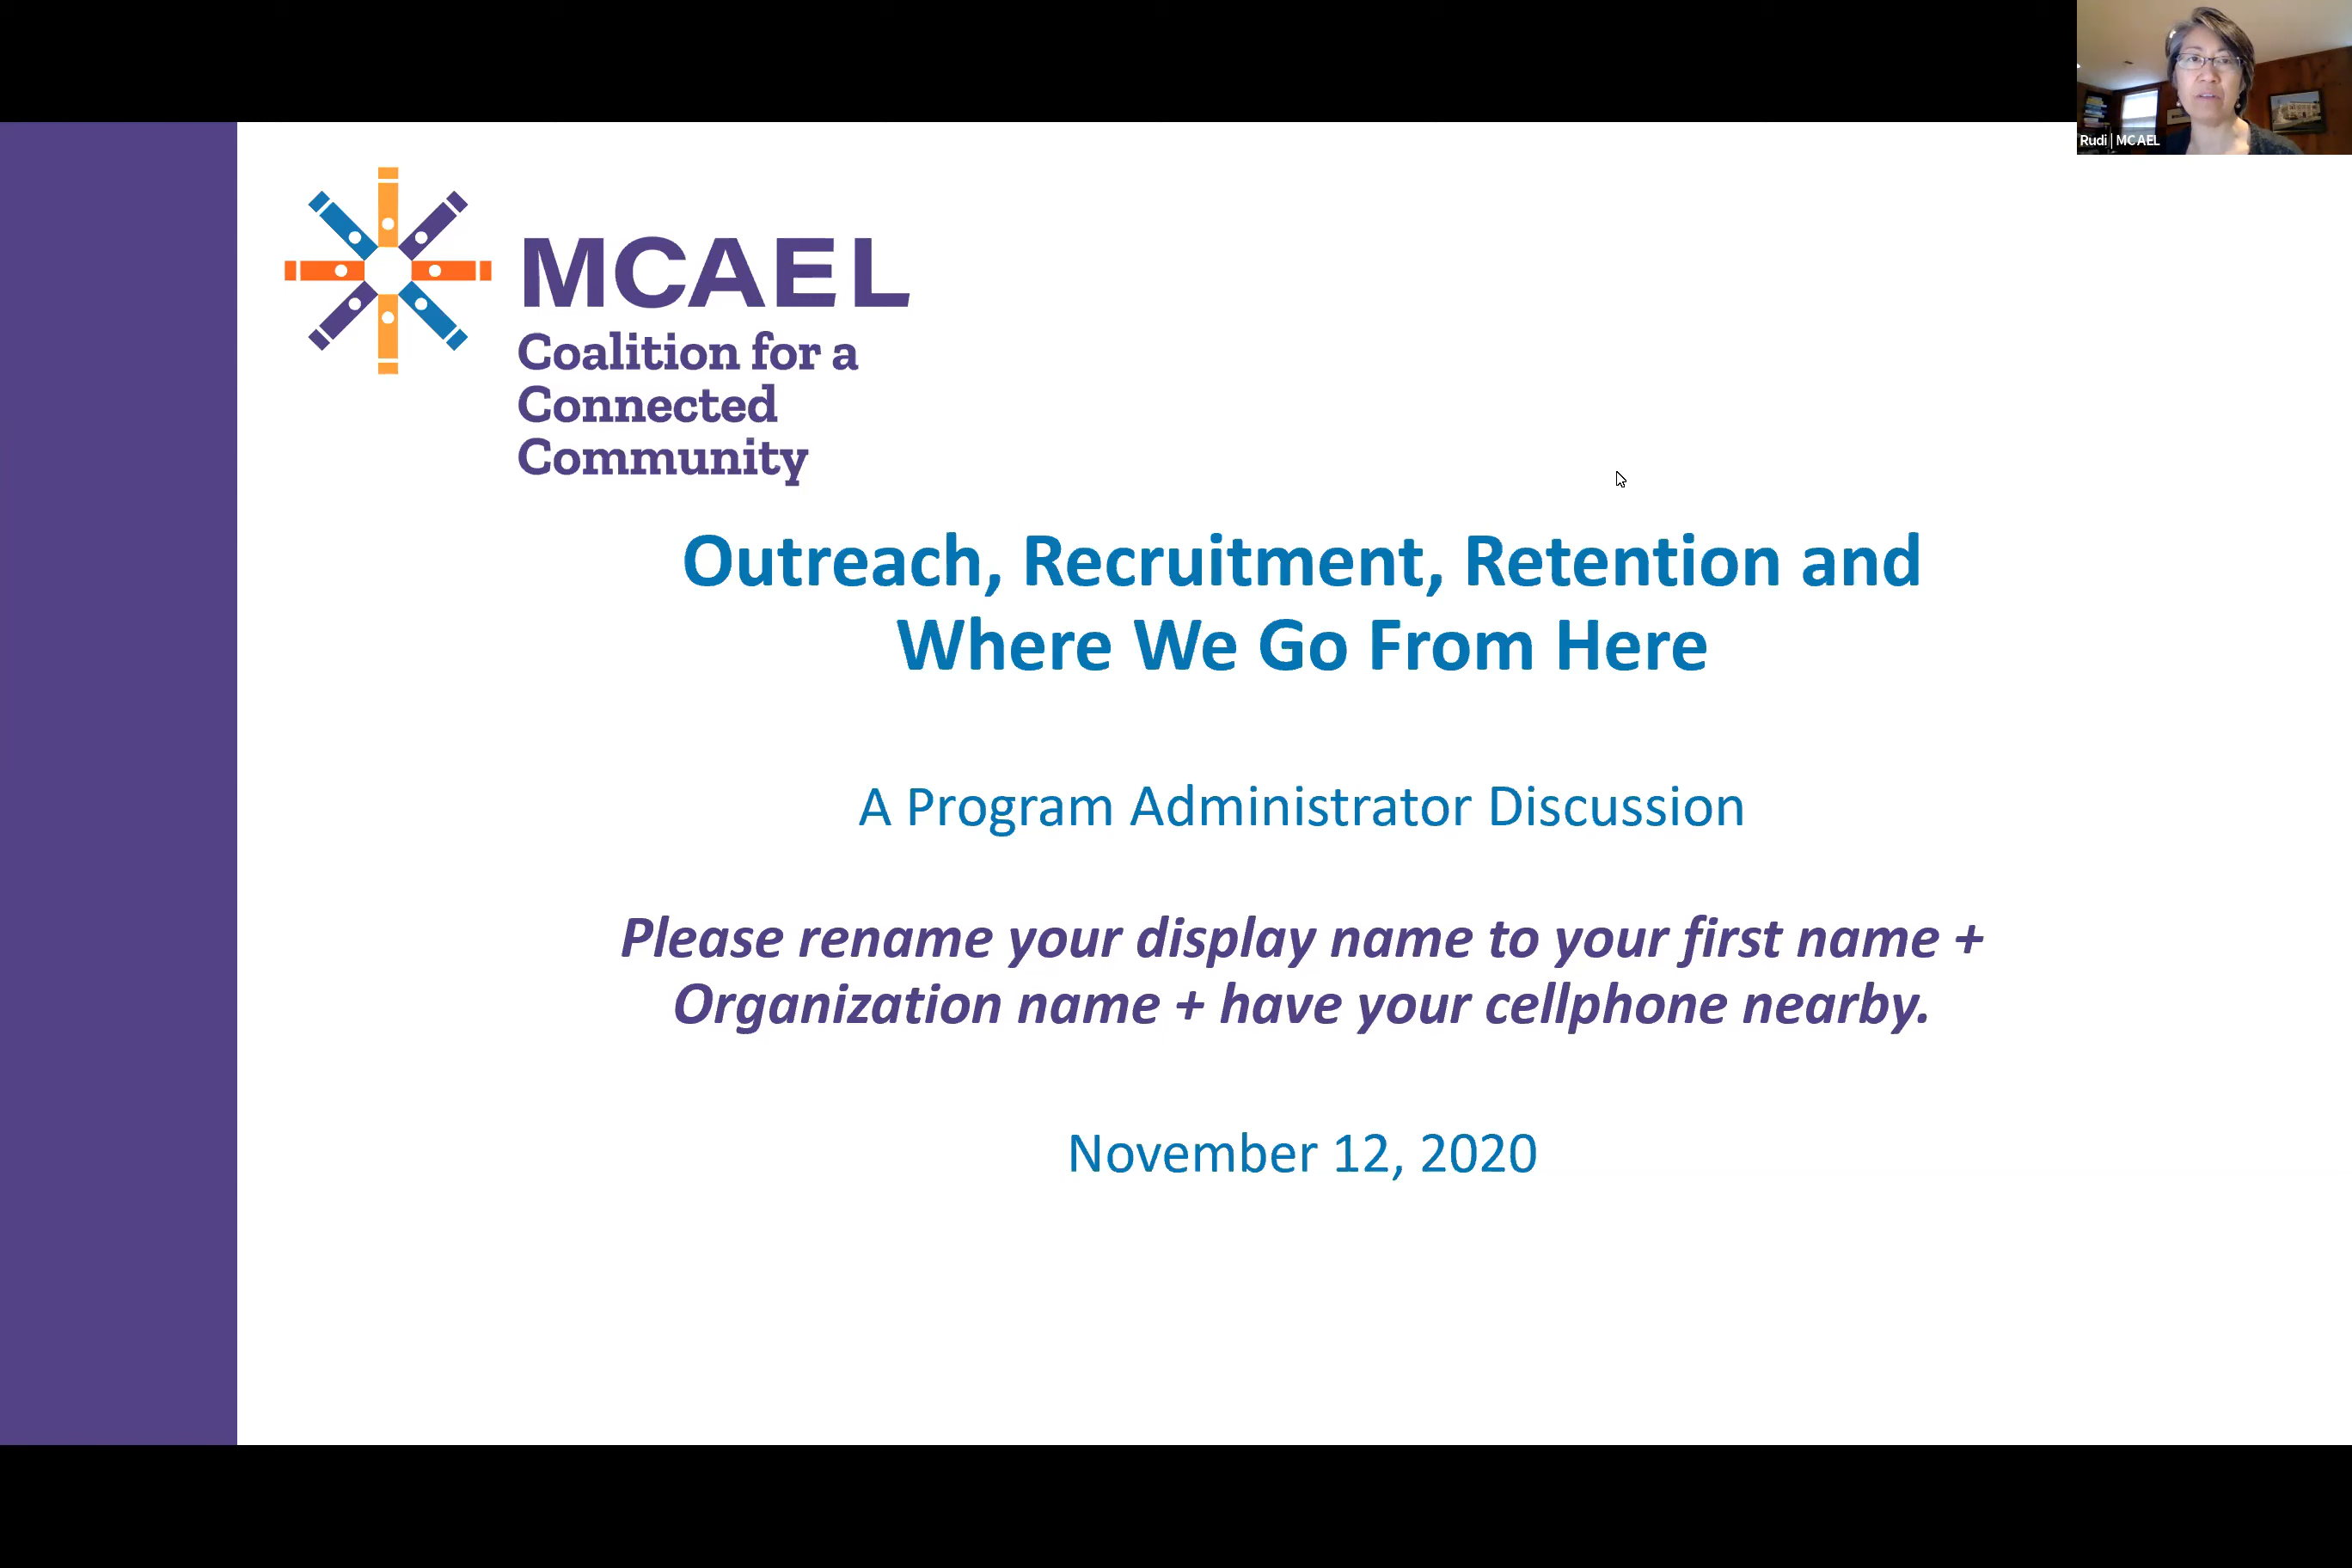 Rudi | MCAEL
MCAEL
Coalition for a
Connected
Community
Outreach, Recruitment, Retention and
Where We Go From Here
A Program Administrator Discussion
Please rename your display name to your first name +
Organization name + have your cellphone nearby.
November 12, 2020